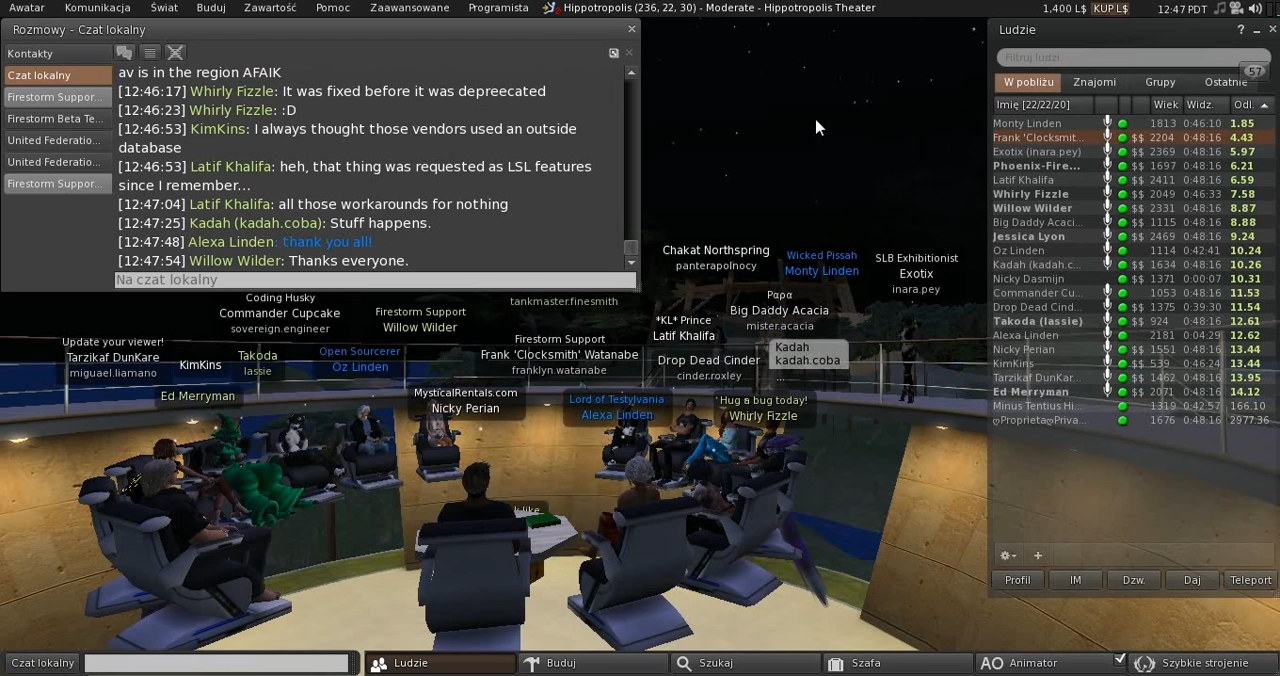 Awatar Komunikacja Świat Buduj Zawartość Pomoc Zaawansowane Programista Hippotropolis (236, 22, 30) - Moderate - Hippotropolis Theater 1,400 L$ KUP L$ 12:47 PDT
Rozmowy - Czat lokalny
Kontakty
Czat lokalny
Firestorm Suppor...
Firestorm Beta Te...
United Federatio...
United Federatio...
Firestorm Suppor...
av is in the region AFAIK
[12:46:17] Whirly Fizzle: It was fixed before it was depreecated
[12:46:23] Whirly Fizzle: :D
[12:46:53] KimKins: I always thought those vendors used an outside
database
[12:46:53] Latif Khalifa: heh, that thing was requested as LSL features
since I remember...
[12:47:04] Latif Khalifa: all those workarounds for nothing
[12:47:25] Kadah (kadah.coba): Stuff happens.
[12:47:48] Alexa Linden: thank you all!
[12:47:54] Willow Wilder: Thanks everyone.
Na czat lokalny
Ludzie
Filtruj ludzi
57
W pobliżu Znajomi Grupy Ostatnie
Imię [22/22/20] Wiek Widz. Odl.
Monty Linden 1813 0:46:10 1.85
Frank 'Clocksmit... $$ 2204 0:48:16 4.43
Exotix (inara.pey) $$ 2369 0:48:16 5.97
Phoenix-Fire... $$ 1697 0:48:16 6.21
Latif Khalifa $$ 2411 0:48:16 6.59
Whirly Fizzle $$ 2049 0:46:33 7.58
Willow Wilder $$ 2331 0:48:16 8.87
Big Daddy Acaci... $$ 1115 0:48:16 8.88
Jessica Lyon $$ 2469 0:48:16 9.24
Oz Linden 1114 0:42:41 10.24
Kadah (kadah.c... $$ 1634 0:48:16 10.26
Nicky Dasmijn $$ 1371 0:00:07 10.31
Commander Cu... 1053 0:48:16 11.53
Drop Dead Cind... $$ 1375 0:39:30 11.54
Takoda (lassie) $$ 924 0:48:16 12.61
Alexa Linden 2181 0:04:29 12.62
Nicky Perian $$ 1551 0:48:16 13.44
KimKins $$ 539 0:46:24 13.44
Tarzikaf DunKar... $$ 1462 0:48:16 13.95
Ed Merryman $$ 2071 0:48:16 14.12
Minus Tentius Hi... 1319 0:42:57 166.10
ღProprietaღPriva... 1676 0:48:16 2977.36
Profil IM Dzw. Daj Teleport
Chakat Northspring
panterapolnocy
Wicked Pissah
Monty Linden
SLB Exhibitionist
Exotix
inara.pey
Coding Husky
Commander Cupcake
sovereign.engineer
Firestorm Support
Willow Wilder
tankmaster.finesmith
Ραρα
Big Daddy Acacia
mister.acacia
*KL* Prince
Latif Khalifa
Update your viewer!
Tarzikaf DunKare
miguael.liamano
KimKins
Takoda
lassie
Open Sourcerer
Oz Linden
Firestorm Support
Frank 'Clocksmith' Watanabe
franklyn.watanabe
Drop Dead Cinder
cinder.roxley
Kadah
kadah.coba
...
Ed Merryman
MysticalRentals.com
Nicky Perian
Lord of Testylvania
Alexa Linden
Hug a bug today!
Whirly Fizzle
like
Czat lokalny Ludzie Buduj Szukaj Szafa AO Animator Szybkie strojenie